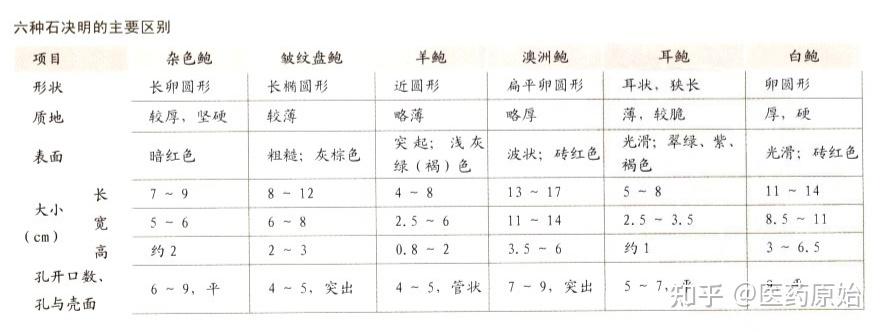 六种石决明的主要区别
项目 杂色鲍 皱纹盘鲍 羊鲍 澳洲鲍 耳鲍 白鲍
形状 长卵圆形 长椭圆形 近圆形 扁平卵圆形 耳状，狭长 卵圆形
质地 较厚，坚硬 较薄 略薄 略厚 薄，较脆 厚，硬
表面 暗红色 粗糙；灰棕色 突起；浅灰绿（褐）色 波状；砖红色 光滑；翠绿、紫、褐色 光滑；砖红色
大小（cm） 长 7 ~ 9 8 ~ 12 4 ~ 8 13 ~ 17 5 ~ 8 11 ~ 14
宽 5 ~ 6 6 ~ 8 2.5 ~ 6 11 ~ 14 2.5 ~ 3.5 8.5 ~ 11
高 约 2 2 ~ 3 0.8 ~ 2 3.5 ~ 6 约 1 3 ~ 6.5
孔开口数、孔与壳面 6 ~ 9，平 4 ~ 5，突出 4 ~ 5，管状 7 ~ 9，突出 5 ~ 7，平
知乎 @医药原始